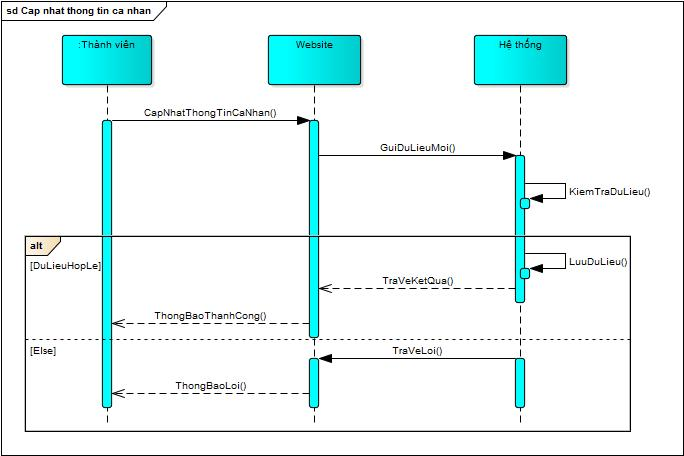 sd Cap nhat thong tin ca nhan
:Thành viên
Website
Hệ thống
CapNhatThongTinCaNhan()
GuiDuLieuMoi()
KiemTraDuLieu()
alt
[DuLieuHopLe]
LuuDuLieu()
TraVeKetQua()
ThongBaoThanhCong()
[Else]
TraVeLoi()
ThongBaoLoi()